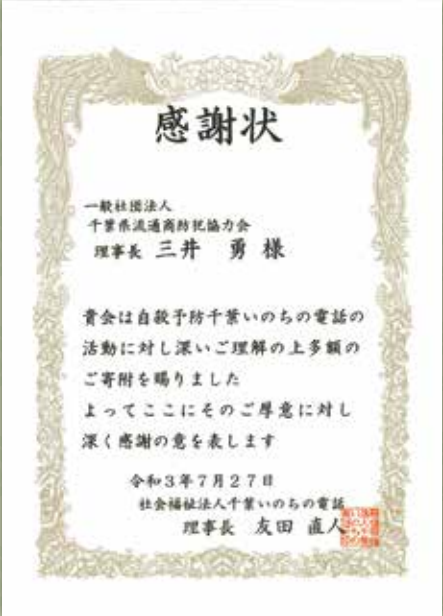 感謝状
一般社団法人
千葉県流通商防犯協力会
理事長 三井 勇 様
貴会は自殺予防千葉いのちの電話の
活動に対し深いご理解の上多額の
ご寄附を賜りました
よってここにそのご厚意に対し
深く感謝の意を表します
令和3年7月27日
社会福祉法人千葉いのちの電話
理事長 友田 直人